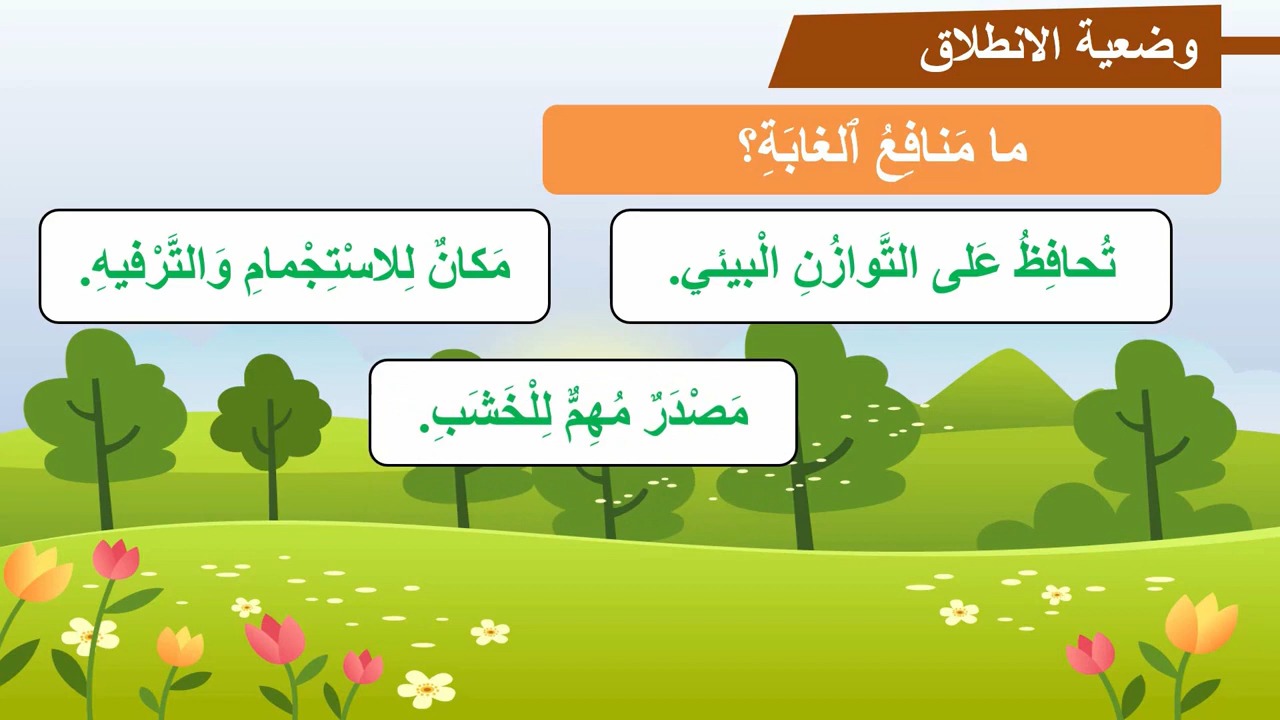 وضعية الانطلاق
ما مَنافِعُ ٱلغابَةِ؟
تُحافِظُ عَلى التَّوازُنِ الْبيئي.
مَكانٌ لِلاسْتِجْمامِ وَالتَّرْفيهِ.
مَصْدَرٌ مُهِمٌّ لِلْخَشَبِ.